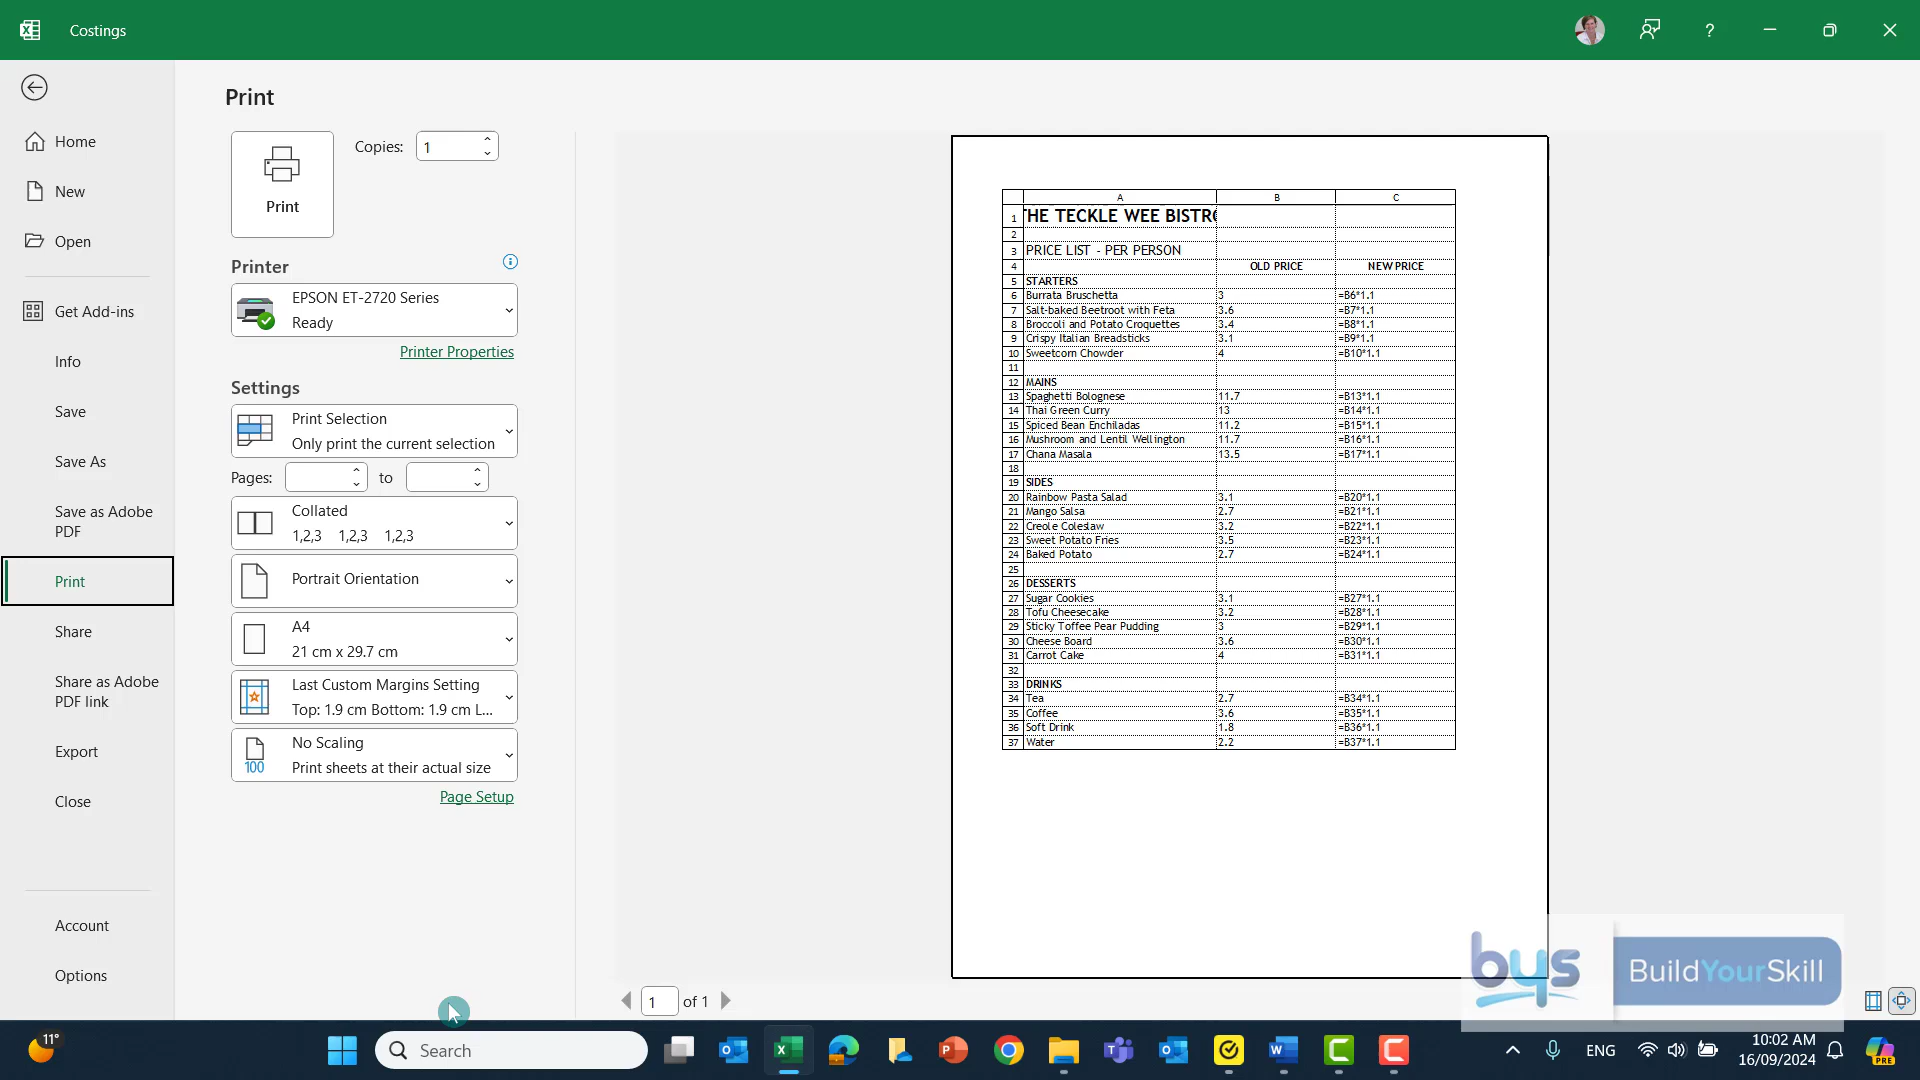 Costings
?
Print
Home
New
Open
Get Add-ins
Info
Save
Save As
Save as Adobe
PDF
Print
Share
Share as Adobe
PDF link
Export
Close
Account
Options
Print
Copies: 1
Printer
EPSON ET-2720 Series
Ready
Printer Properties
Settings
Print Selection
Only print the current selection
Pages: to
Collated
1,2,3 1,2,3 1,2,3
Portrait Orientation
A4
21 cm x 29.7 cm
Last Custom Margins Setting
Top: 1.9 cm Bottom: 1.9 cm L...
No Scaling
100 Print sheets at their actual size
Page Setup
A B C
1 THE TECKLE WEE BISTRO
2
3 PRICE LIST - PER PERSON
4 OLD PRICE NEW PRICE
5 STARTERS
6 Burrata Bruschetta 3 =B6*1.1
7 Salt-baked Beetroot with Feta 3.6 =B7*1.1
8 Broccoli and Potato Croquettes 3.4 =B8*1.1
9 Crispy Italian Breadsticks 3.1 =B9*1.1
10 Sweetcorn Chowder 4 =B10*1.1
11
12 MAINS
13 Spaghetti Bolognese 11.7 =B13*1.1
14 Thai Green Curry 13 =B14*1.1
15 Spiced Bean Enchiladas 11.2 =B15*1.1
16 Mushroom and Lentil Wellington 11.7 =B16*1.1
17 Chana Masala 13.5 =B17*1.1
18
19 SIDES
20 Rainbow Pasta Salad 3.1 =B20*1.1
21 Mango Salsa 2.7 =B21*1.1
22 Creole Coleslaw 3.2 =B22*1.1
23 Sweet Potato Fries 3.5 =B23*1.1
24 Baked Potato 2.7 =B24*1.1
25
26 DESSERTS
27 Sugar Cookies 3.1 =B27*1.1
28 Tofu Cheesecake 3.2 =B28*1.1
29 Sticky Toffee Pear Pudding 3 =B29*1.1
30 Cheese Board 3.6 =B30*1.1
31 Carrot Cake 4 =B31*1.1
32
33 DRINKS
34 Tea 2.7 =B34*1.1
35 Coffee 3.6 =B35*1.1
36 Soft Drink 1.8 =B36*1.1
37 Water 2.2 =B37*1.1
1 of 1
bys BuildYourSkill
11°
Search
ENG
10:02 AM
16/09/2024
PRE